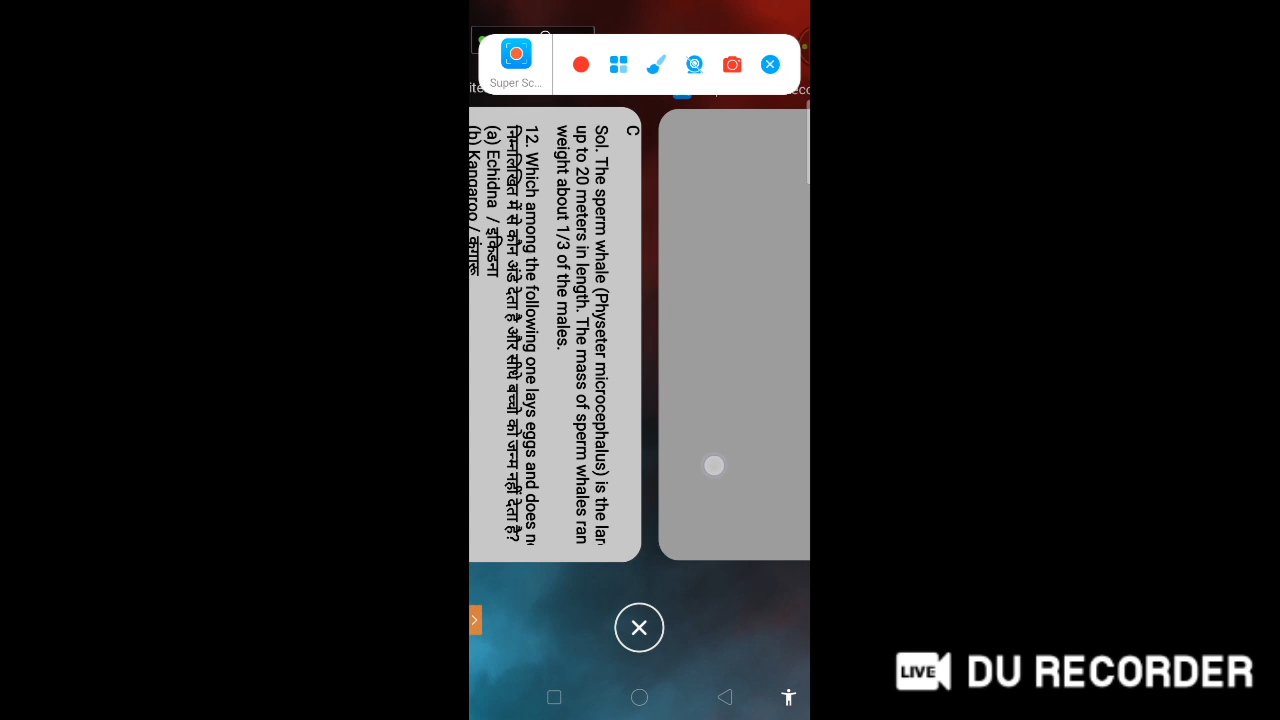 Super Sc...
C
Sol. The sperm whale (Physeter microcephalus) is the lar
up to 20 meters in length. The mass of sperm whales ran
weight about 1/3 of the males.
12. Which among the following one lays eggs and does n
निम्नलिखित में से कौन अंडे देता है और सीधे बच्चो को जन्म नहीं देता है?
(a) Echidna / इकिडना
(b) Kangaroo / कंगारू
LIVE DU RECORDER